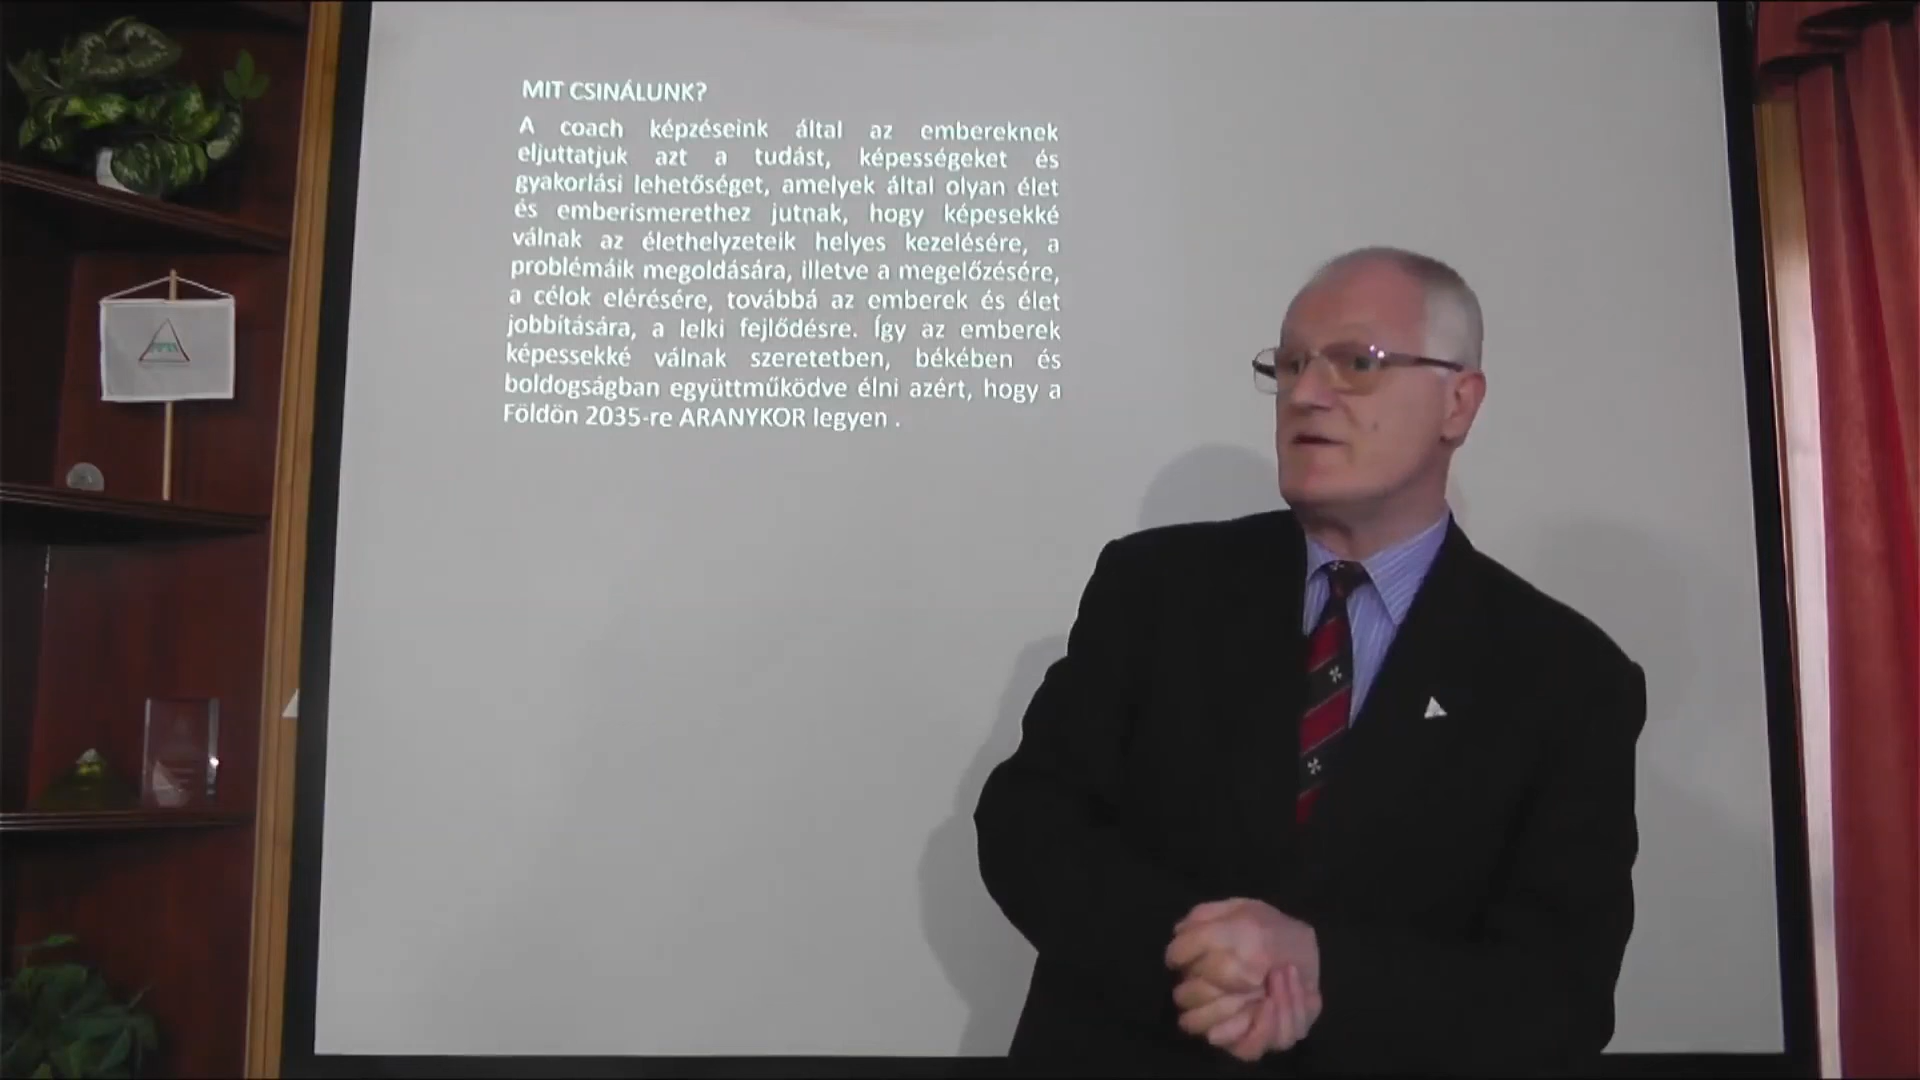 MIT CSINÁLUNK?
A coach képzéseink által az embereknek
eljuttatjuk azt a tudást, képességeket és
gyakorlási lehetőséget, amelyek által olyan élet
és emberismerethez jutnak, hogy képesekké
válnak az élethelyzeteik helyes kezelésére, a
problémáik megoldására, illetve a megelőzésére,
a célok elérésére, továbbá az emberek és élet
jobbítására, a lelki fejlődésre. Így az emberek
képessekké válnak szeretetben, békében és
boldogságban együttműködve élni azért, hogy a
Földön 2035-re ARANYKOR legyen .